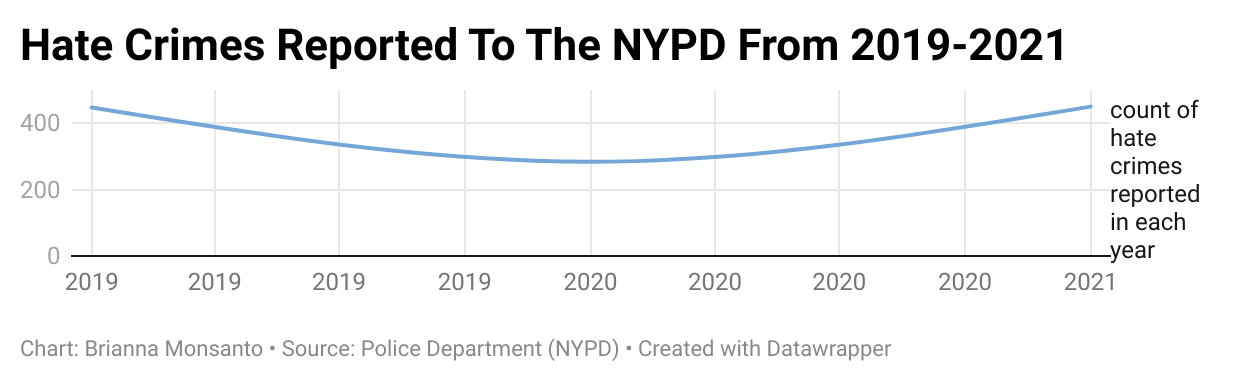 Hate Crimes Reported To The NYPD From 2019-2021
400
200
0
count of
hate
crimes
reported
in each
year
2019 2019 2019 2019 2020 2020 2020 2020 2021
Chart: Brianna Monsanto • Source: Police Department (NYPD) • Created with Datawrapper